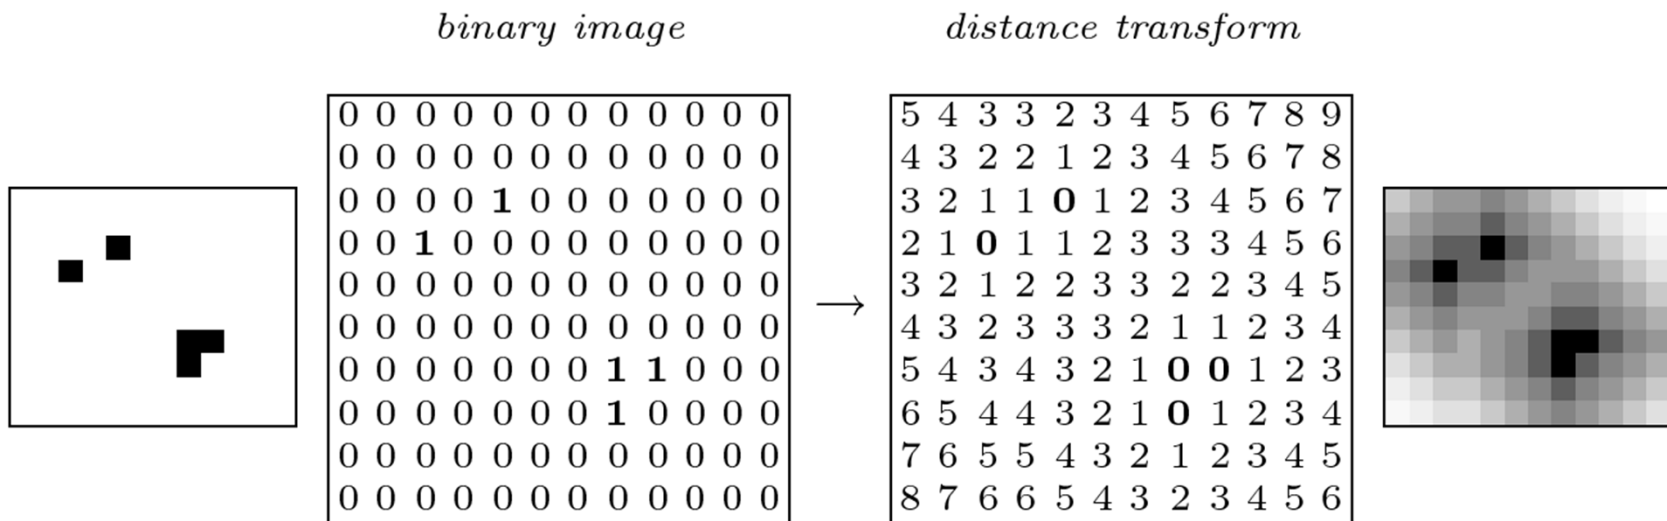 binary image distance transform
0 0 0 0 0 0 0 0 0 0 0 0 5 4 3 3 2 3 4 5 6 7 8 9
0 0 0 0 0 0 0 0 0 0 0 0 4 3 2 2 1 2 3 4 5 6 7 8
0 0 0 0 1 0 0 0 0 0 0 0 3 2 1 1 0 1 2 3 4 5 6 7
0 0 1 0 0 0 0 0 0 0 0 0 2 1 0 1 1 2 3 3 3 4 5 6
0 0 0 0 0 0 0 0 0 0 0 0 → 3 2 1 2 2 3 3 2 2 3 4 5
0 0 0 0 0 0 0 0 0 0 0 0 4 3 2 3 3 3 2 1 1 2 3 4
0 0 0 0 0 0 0 1 1 0 0 0 5 4 3 4 3 2 1 0 0 1 2 3
0 0 0 0 0 0 0 1 0 0 0 0 6 5 4 4 3 2 1 0 1 2 3 4
0 0 0 0 0 0 0 0 0 0 0 0 7 6 5 5 4 3 2 1 2 3 4 5
0 0 0 0 0 0 0 0 0 0 0 0 8 7 6 6 5 4 3 2 3 4 5 6